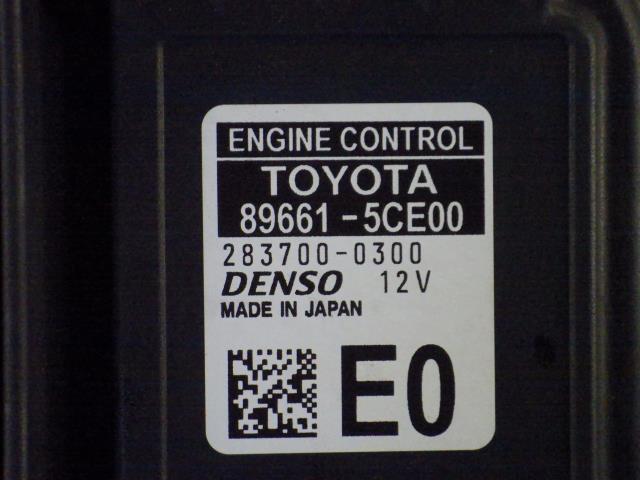 ENGINE CONTROL
TOYOTA
89661-5CE00
283700-0300
DENSO 12V
MADE IN JAPAN
E0